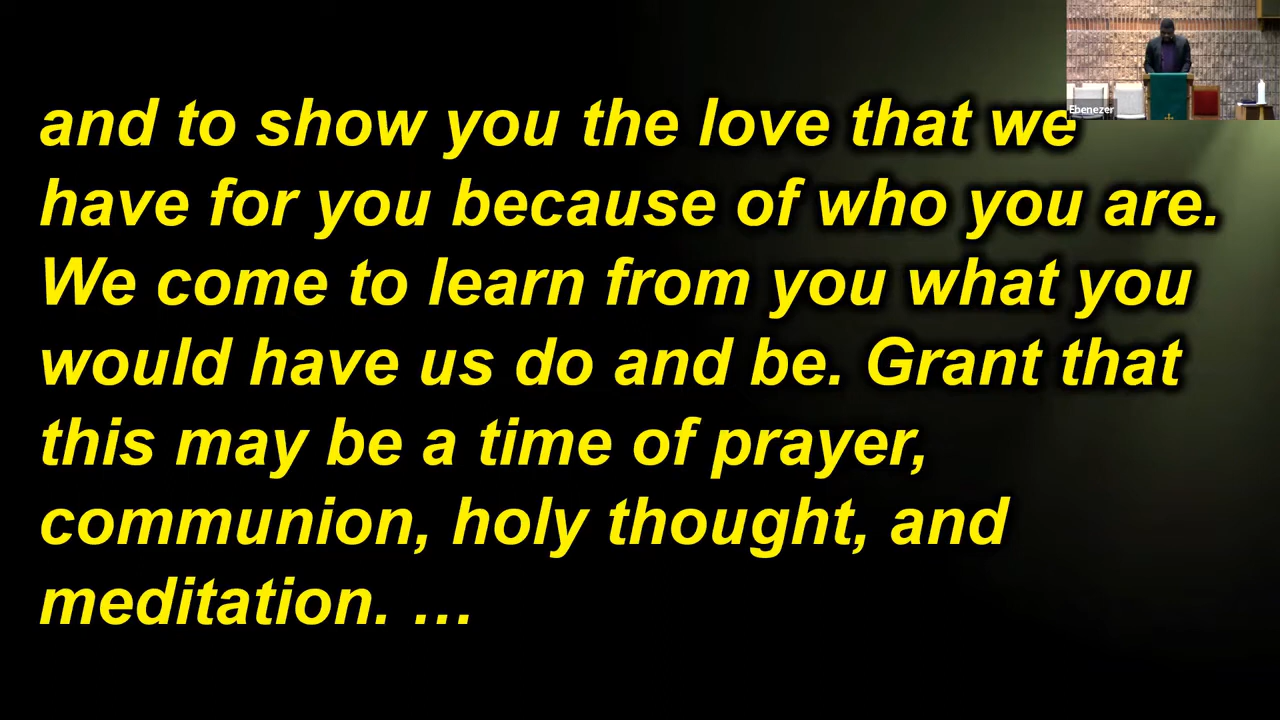 Ebenezer
and to show you the love that we
have for you because of who you are.
We come to learn from you what you
would have us do and be. Grant that
this may be a time of prayer,
communion, holy thought, and
meditation. …